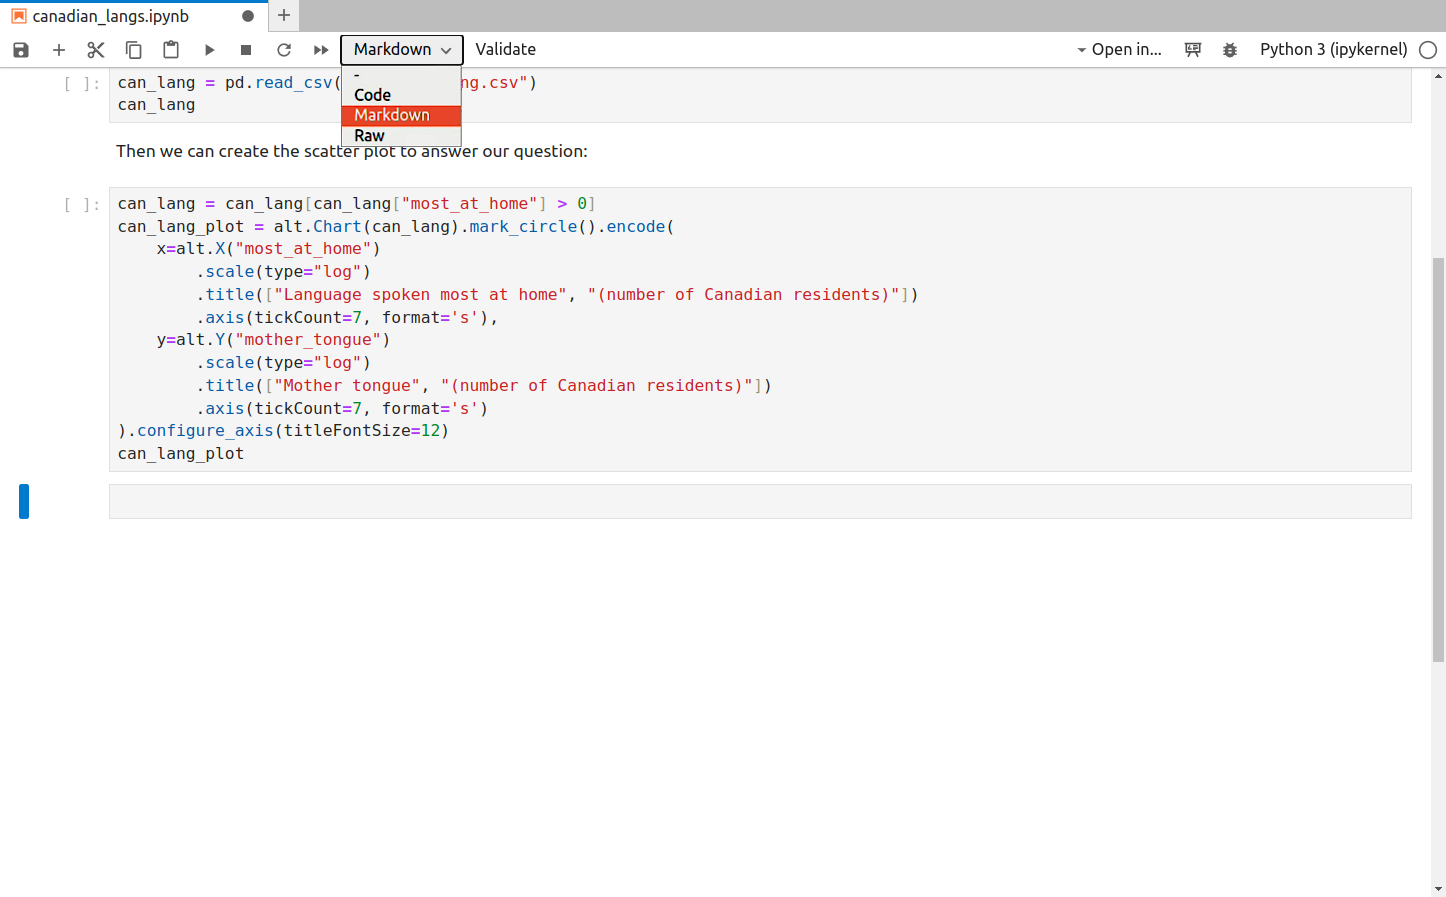 canadian_langs.ipynb
Markdown Validate Open in... Python 3 (ipykernel)
-
Code
Markdown
Raw
[ ]: can_lang = pd.read_csv( ng.csv")
can_lang
Then we can create the scatter plot to answer our question:
[ ]: can_lang = can_lang[can_lang["most_at_home"] > 0]
can_lang_plot = alt.Chart(can_lang).mark_circle().encode(
    x=alt.X("most_at_home")
        .scale(type="log")
        .title(["Language spoken most at home", "(number of Canadian residents)"])
        .axis(tickCount=7, format='s'),
    y=alt.Y("mother_tongue")
        .scale(type="log")
        .title(["Mother tongue", "(number of Canadian residents)"])
        .axis(tickCount=7, format='s')
).configure_axis(titleFontSize=12)
can_lang_plot